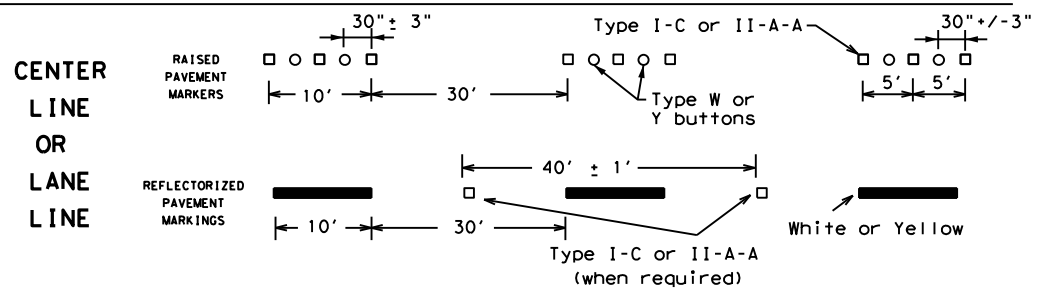 CENTER
LINE
OR
LANE
LINE
RAISED
PAVEMENT
MARKERS
30"± 3"
10'
30'
Type I-C or II-A-A
Type W or
Y buttons
30"+/-3"
5'
5'
REFLECTORIZED
PAVEMENT
MARKINGS
10'
30'
40' ± 1'
Type I-C or II-A-A
(when required)
White or Yellow